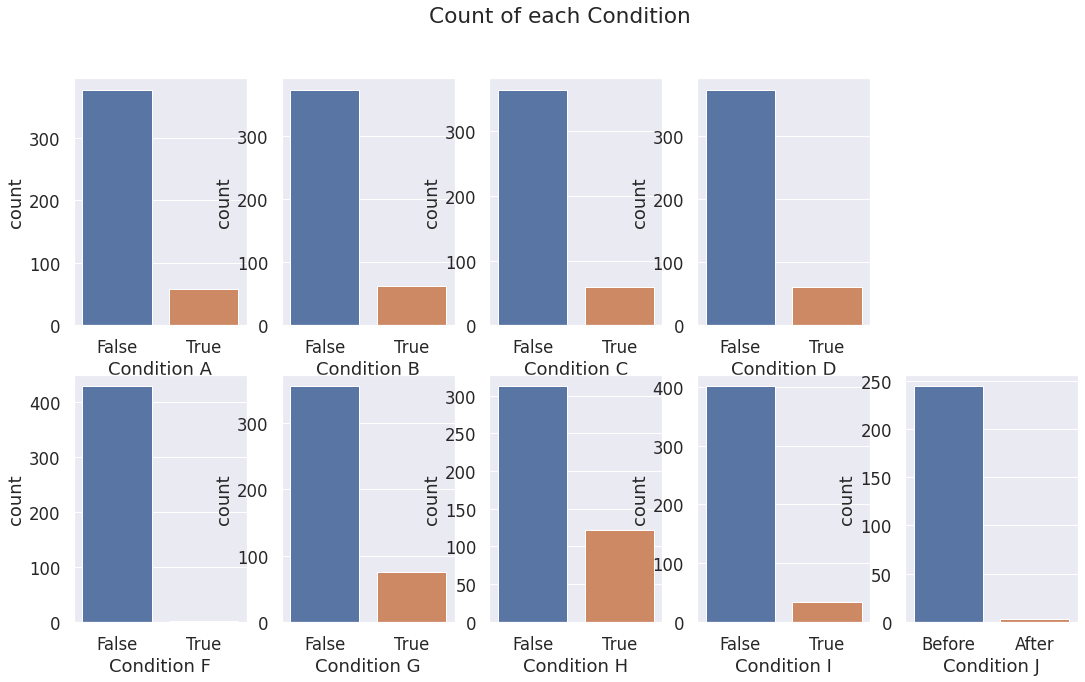 Count of each Condition
count
300
200
100
0
False True
Condition A
count
300
200
100
0
False True
Condition B
count
300
200
100
0
False True
Condition C
count
300
200
100
0
False True
Condition D
count
400
300
200
100
0
False True
Condition F
count
300
200
100
0
False True
Condition G
count
300
250
200
150
100
50
0
False True
Condition H
count
400
300
200
100
0
False True
Condition I
count
250
200
150
100
50
0
Before After
Condition J